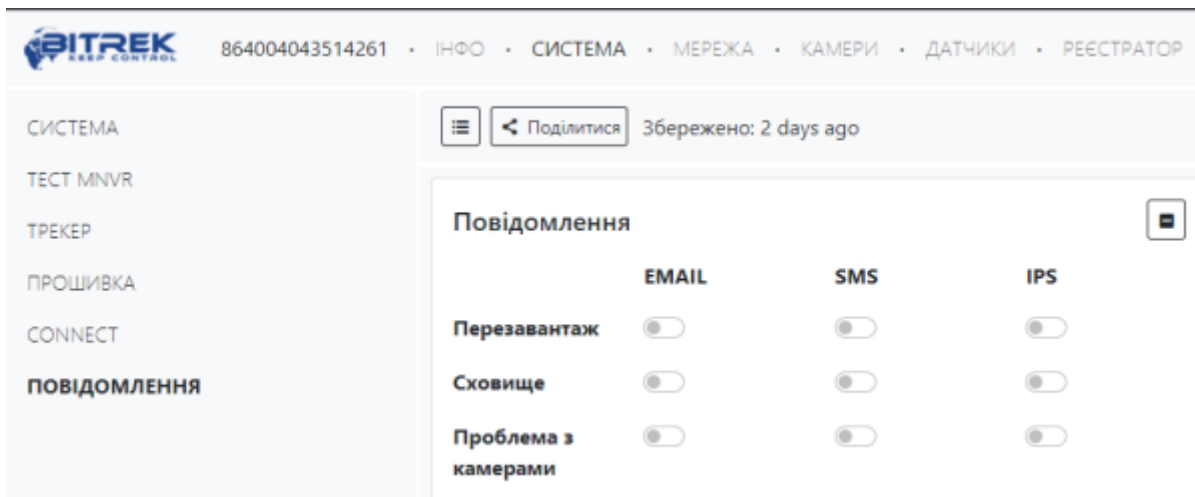 BITREK
KEEP CONTROL
864004043514261 • ІНФО • СИСТЕМА • МЕРЕЖА • КАМЕРИ • ДАТЧИКИ • РЕЄСТРАТОР
СИСТЕМА
ТЕСТ MNVR
ТРЕКЕР
ПРОШИВКА
CONNECT
ПОВІДОМЛЕННЯ
Поділитися Збережено: 2 days ago
Повідомлення
EMAIL SMS IPS
Перезавантаж
Сховище
Проблема з
камерами